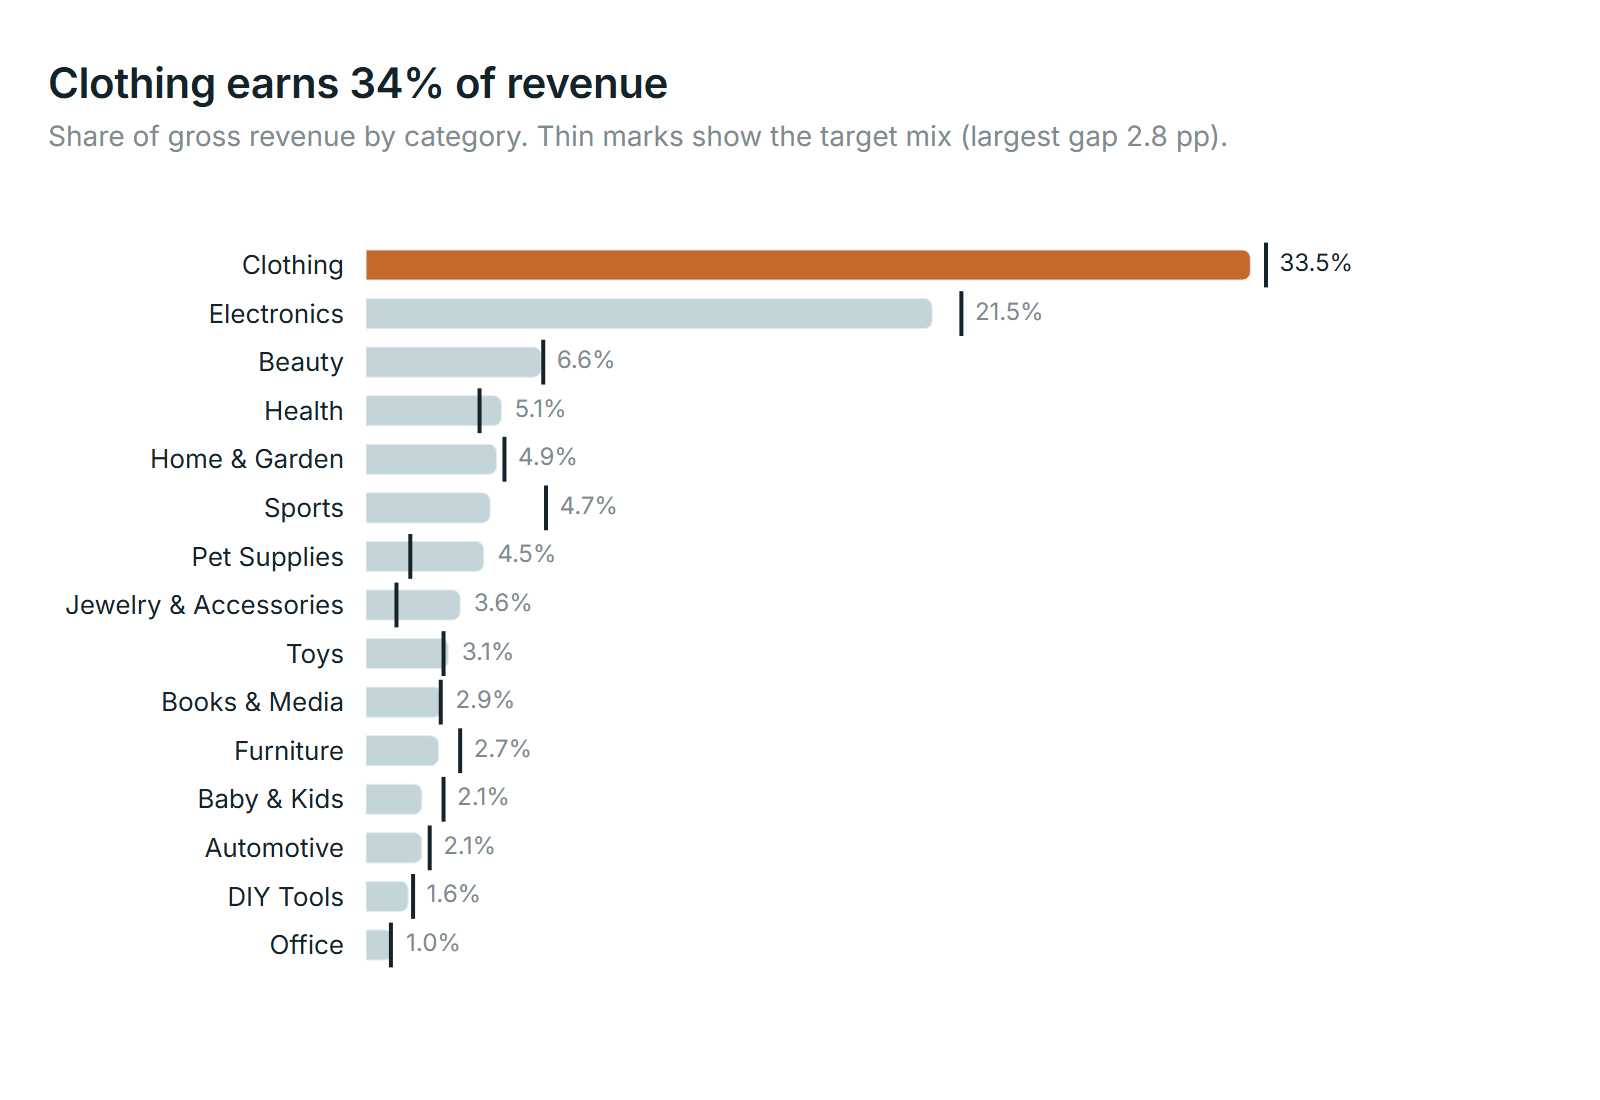 Clothing earns 34% of revenue
Share of gross revenue by category. Thin marks show the target mix (largest gap 2.8 pp).
Clothing 33.5%
Electronics 21.5%
Beauty 6.6%
Health 5.1%
Home & Garden 4.9%
Sports 4.7%
Pet Supplies 4.5%
Jewelry & Accessories 3.6%
Toys 3.1%
Books & Media 2.9%
Furniture 2.7%
Baby & Kids 2.1%
Automotive 2.1%
DIY Tools 1.6%
Office 1.0%